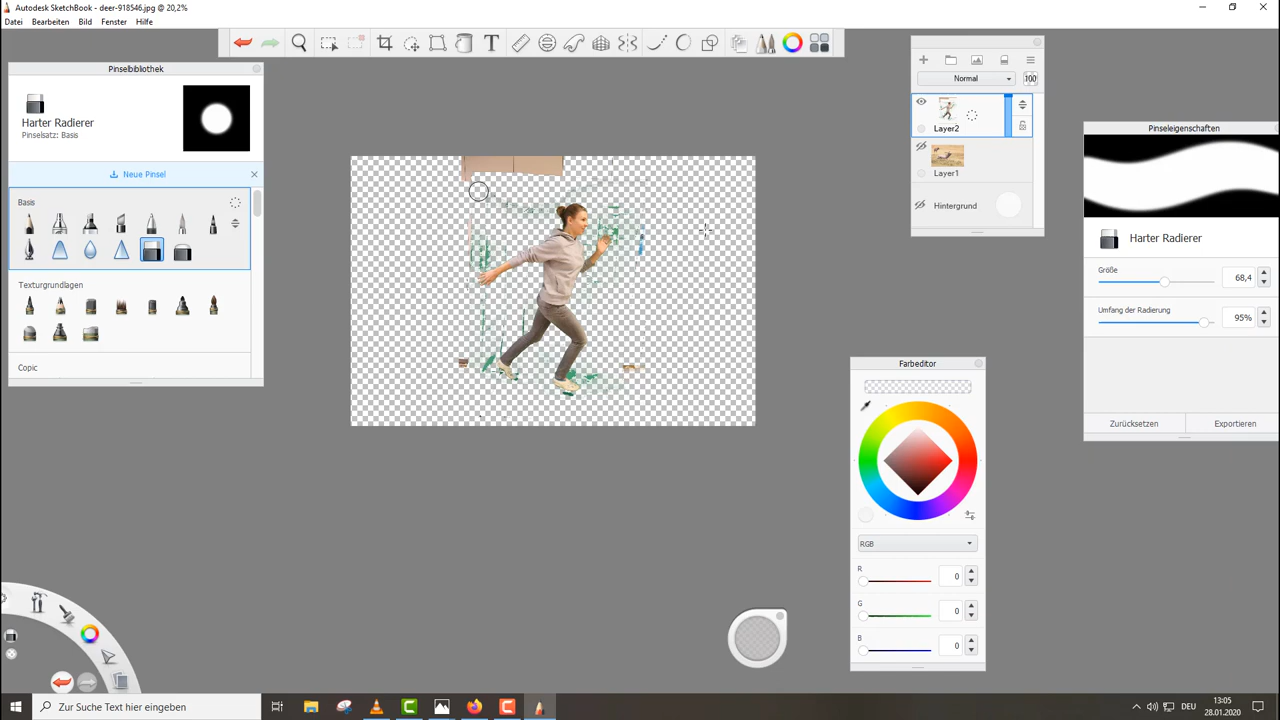 Autodesk SketchBook - deer-918546.jpg @ 20,2%
Datei Bearbeiten Bild Fenster Hilfe
T
Pinselbibliothek
Harter Radierer
Pinselsatz: Basis
Neue Pinsel
Basis
Texturgrundlagen
Copic
Normal
100
Layer2
Layer1
Hintergrund
Pinseleigenschaften
Harter Radierer
Größe
68,4
Umfang der Radierung
95%
Zurücksetzen Exportieren
Farbeditor
RGB
R 0
G 0
B 0
Zur Suche Text hier eingeben
DEU
13:05
28.01.2020